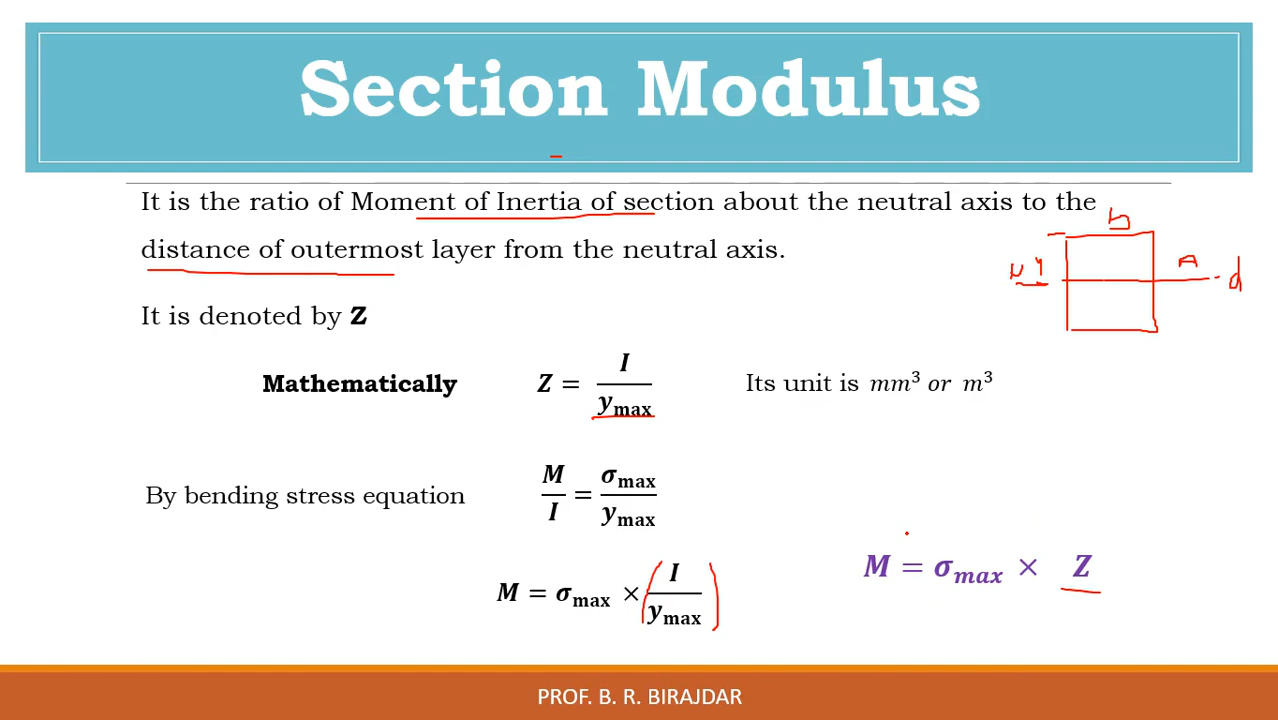 Section Modulus
It is the ratio of Moment of Inertia of section about the neutral axis to the
distance of outermost layer from the neutral axis.
b
N A
d
It is denoted by Z
Mathematically Z = I / y_max Its unit is mm³ or m³
By bending stress equation M / I = σ_max / y_max
M = σ_max × (I / y_max)
M = σ_max × Z
PROF. B. R. BIRAJDAR